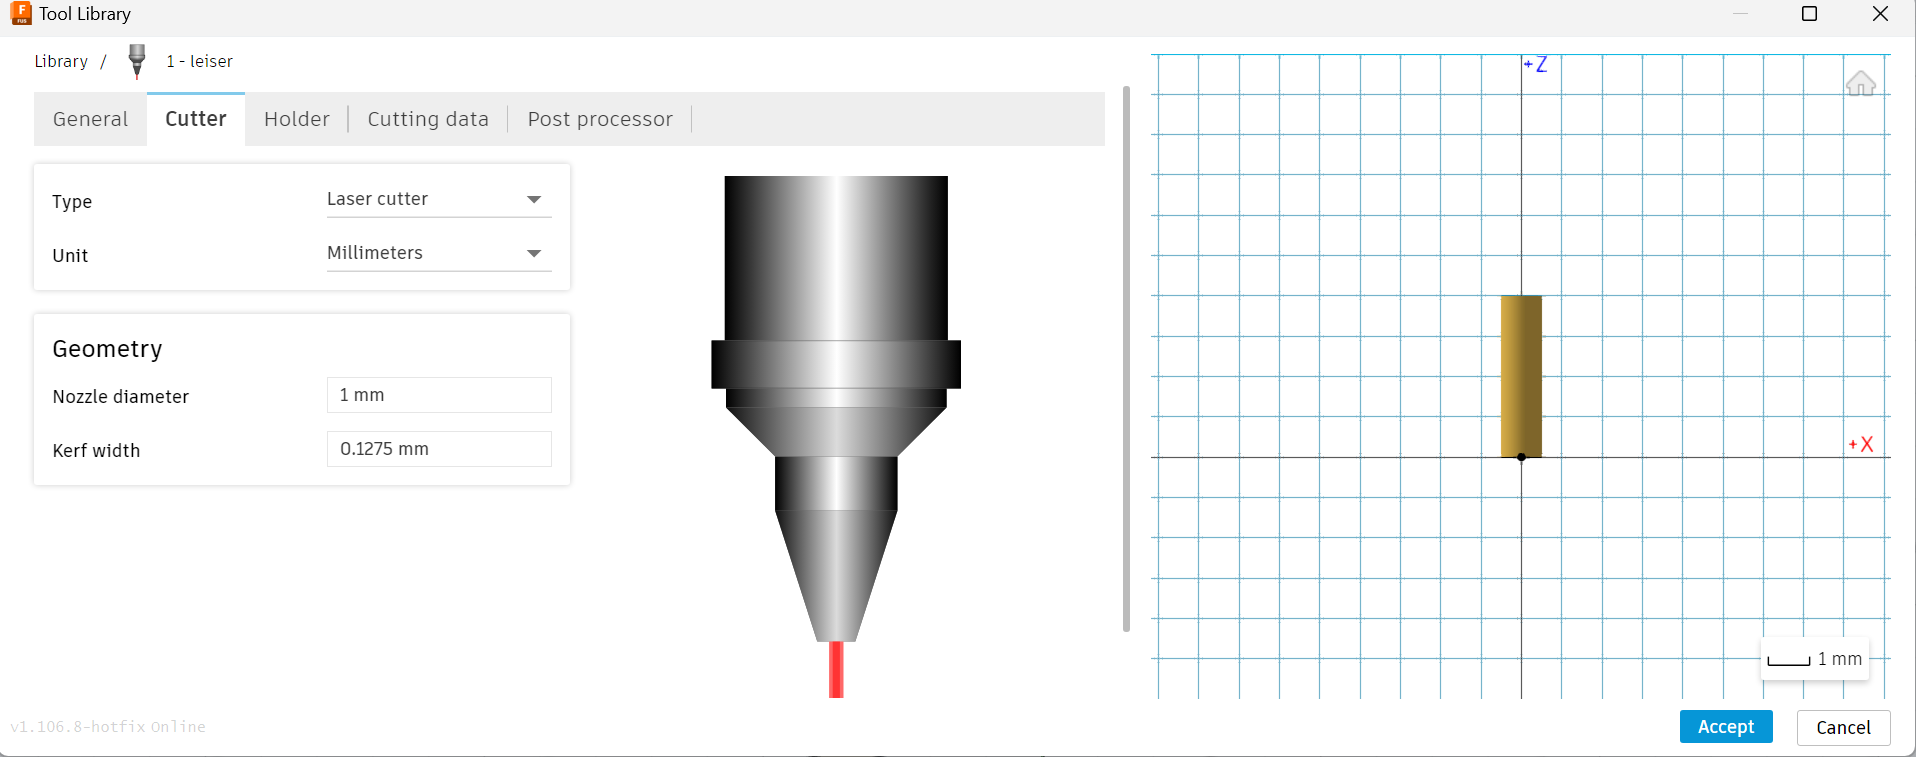 Tool Library
Library / 1 - leiser
General Cutter Holder Cutting data Post processor
Type Laser cutter
Unit Millimeters
Geometry
Nozzle diameter 1 mm
Kerf width 0.1275 mm
+Z
+X
1 mm
v1.106.8-hotfix Online
Accept Cancel